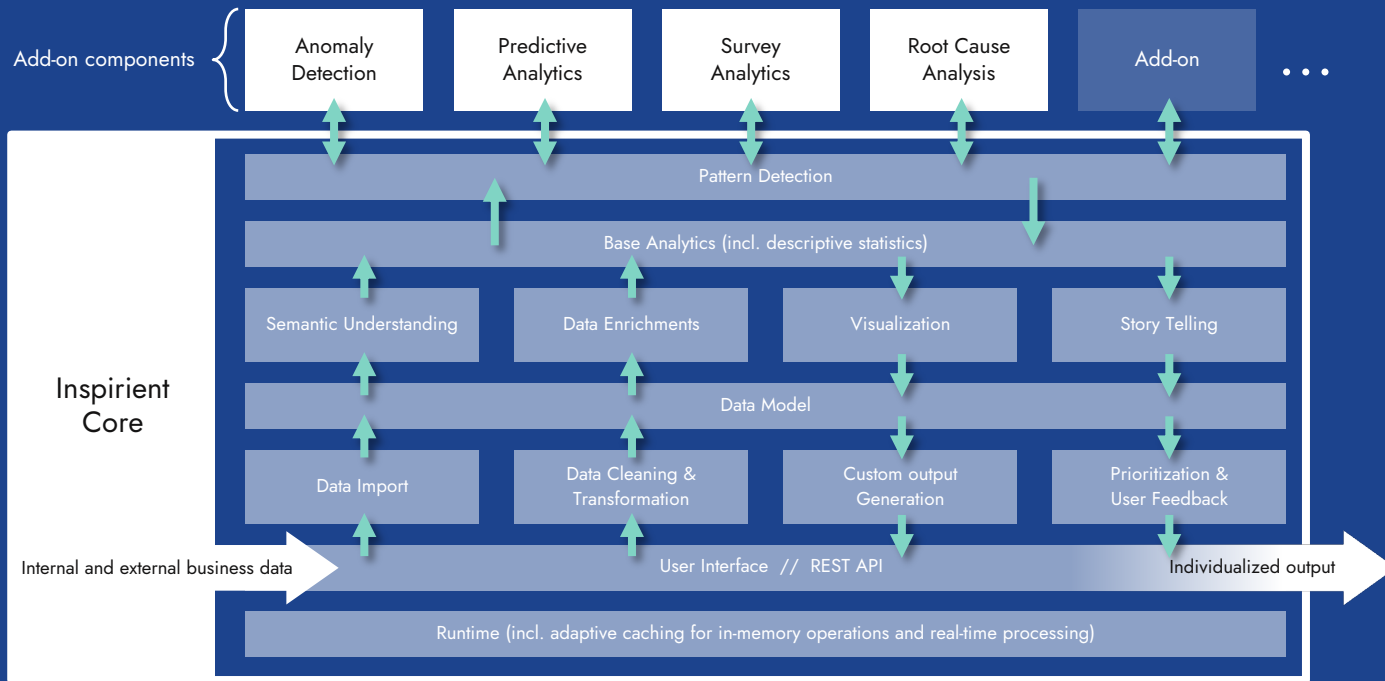 Add-on components
Anomaly
Detection
Predictive
Analytics
Survey
Analytics
Root Cause
Analysis
Add-on
...
Pattern Detection
Base Analytics (incl. descriptive statistics)
Semantic Understanding
Data Enrichments
Visualization
Story Telling
Inspirient
Core
Data Model
Data Import
Data Cleaning &
Transformation
Custom output
Generation
Prioritization &
User Feedback
Internal and external business data
User Interface // REST API
Individualized output
Runtime (incl. adaptive caching for in-memory operations and real-time processing)